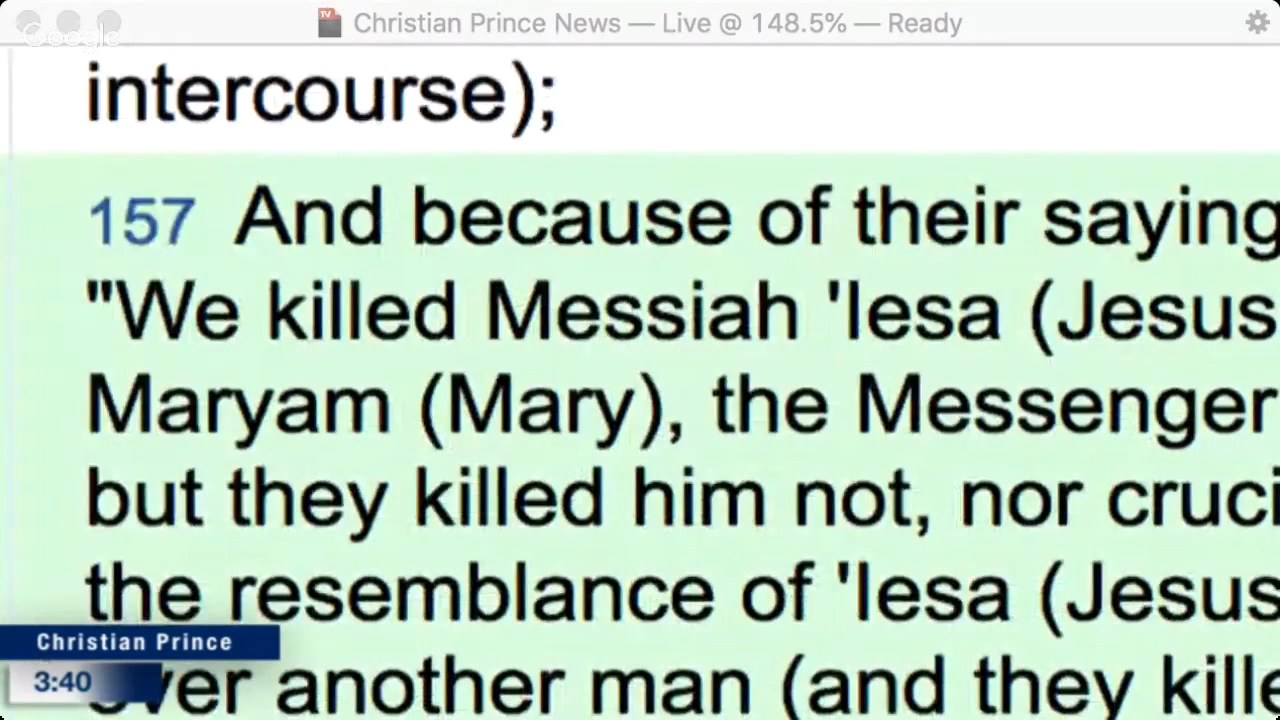 Google
Christian Prince News — Live @ 148.5% — Ready
intercourse);
157 And because of their saying
"We killed Messiah 'Iesa (Jesus
Maryam (Mary), the Messenger
but they killed him not, nor cruci
the resemblance of 'Iesa (Jesus
over another man (and they kille
Christian Prince
3:40